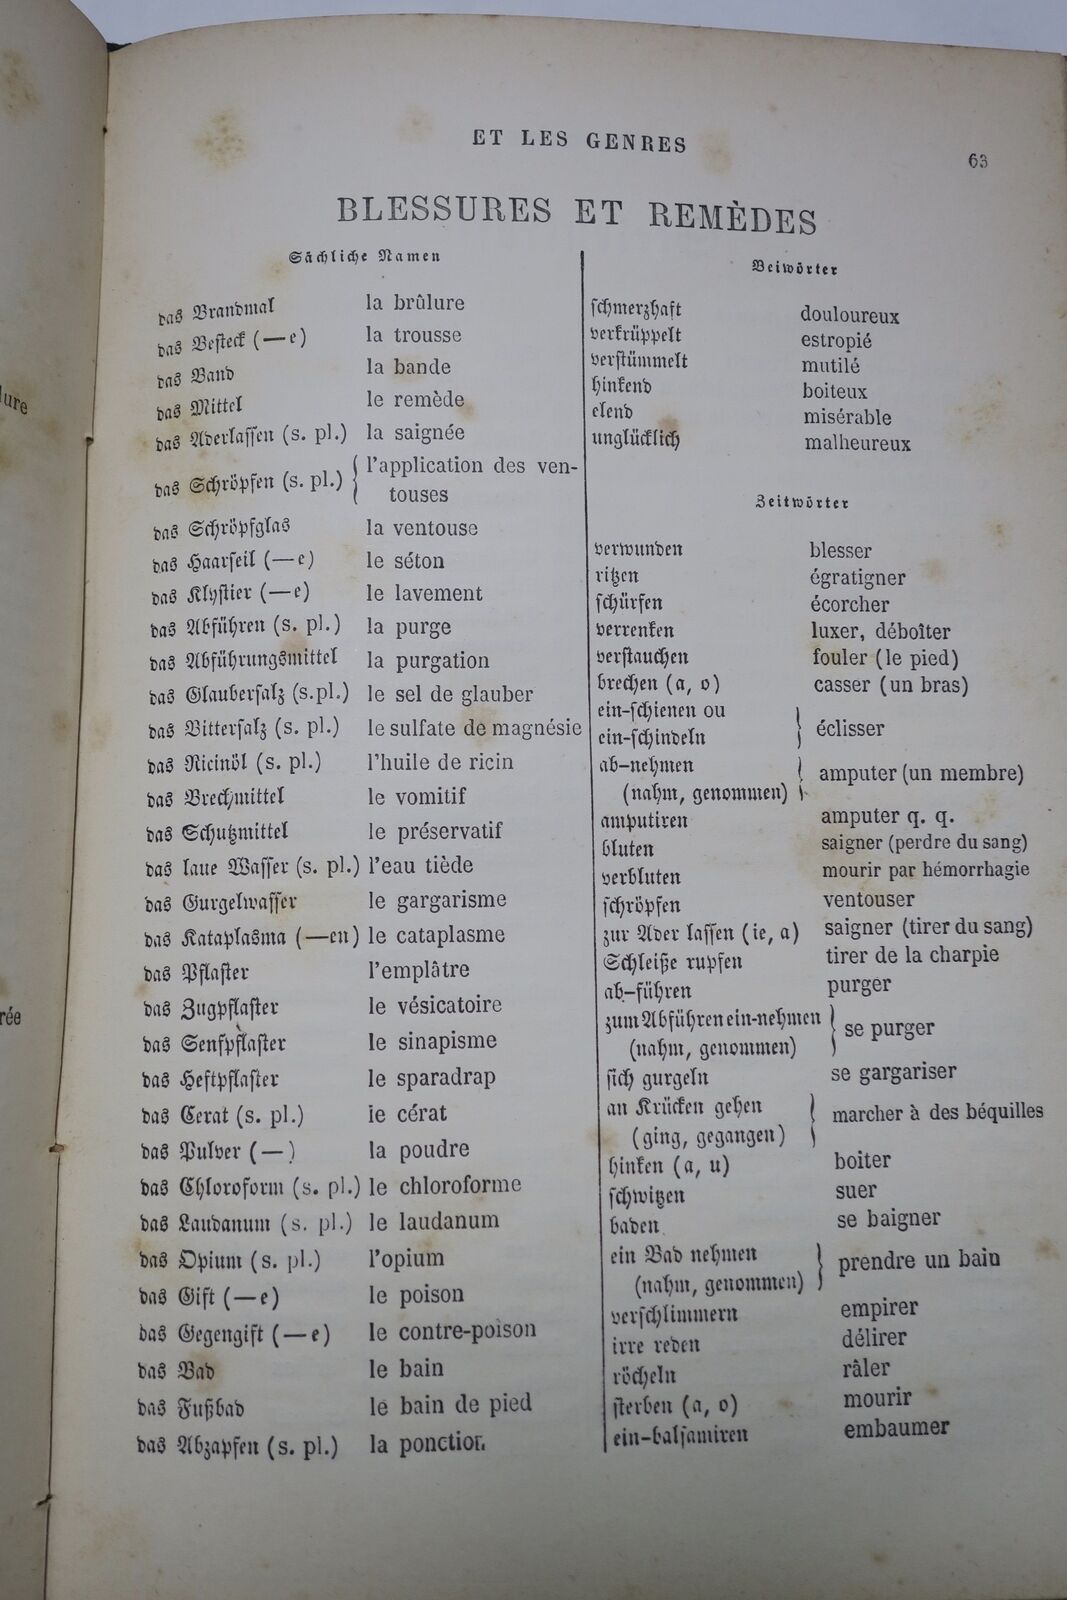 ET LES GENRES
63
BLESSURES ET REMÈDES
Sächliche Namen
das Brandmal la brûlure
das Besteck (—e) la trousse
das Band la bande
das Mittel le remède
das Aderlassen (s. pl.) la saignée
das Schröpfen (s. pl.) { l'application des ven-
touses
das Schröpfglas la ventouse
das Haarseil (—e) le séton
das Klystier (—e) le lavement
das Abführen (s. pl.) la purge
das Abführungsmittel la purgation
das Glaubersalz (s.pl.) le sel de glauber
das Bittersalz (s. pl.) le sulfate de magnésie
das Ricinöl (s. pl.) l'huile de ricin
das Brechmittel le vomitif
das Schutzmittel le préservatif
das laue Wasser (s. pl.) l'eau tiède
das Gurgelwasser le gargarisme
das Kataplasma (—en) le cataplasme
das Pflaster l'emplâtre
das Zugpflaster le vésicatoire
das Senfpflaster le sinapisme
das Heftpflaster le sparadrap
das Cerat (s. pl.) ie cérat
das Pulver (—) la poudre
das Chloroform (s. pl.) le chloroforme
das Laudanum (s. pl.) le laudanum
das Opium (s. pl.) l'opium
das Gift (—e) le poison
das Gegengift (—e) le contre-poison
das Bad le bain
das Fußbad le bain de pied
das Abzapfen (s. pl.) la ponction
Beiwörter
schmerzhaft douloureux
verkrüppelt estropié
verstümmelt mutilé
hinkend boiteux
elend misérable
unglücklich malheureux
Zeitwörter
verwunden blesser
ritzen égratigner
schürfen écorcher
verrenken luxer, déboîter
verstauchen fouler (le pied)
brechen (a, o) casser (un bras)
ein-schienen ou
ein-schindeln } éclisser
ab-nehmen
(nahm, genommen) } amputer (un membre)
amputiren amputer q. q.
bluten saigner (perdre du sang)
verbluten mourir par hémorrhagie
schröpfen ventouser
zur Ader lassen (ie, a) saigner (tirer du sang)
Schleiße rupfen tirer de la charpie
ab-führen purger
zum Abführen ein-nehmen
(nahm, genommen) } se purger
sich gurgeln se gargariser
an Krücken gehen
(ging, gegangen) } marcher à des béquilles
hinken (a, u) boiter
schwitzen suer
baden se baigner
ein Bad nehmen
(nahm, genommen) } prendre un bain
verschlimmern empirer
irre reden délirer
röcheln râler
sterben (a, o) mourir
ein-balsamiren embaumer
lure
rée